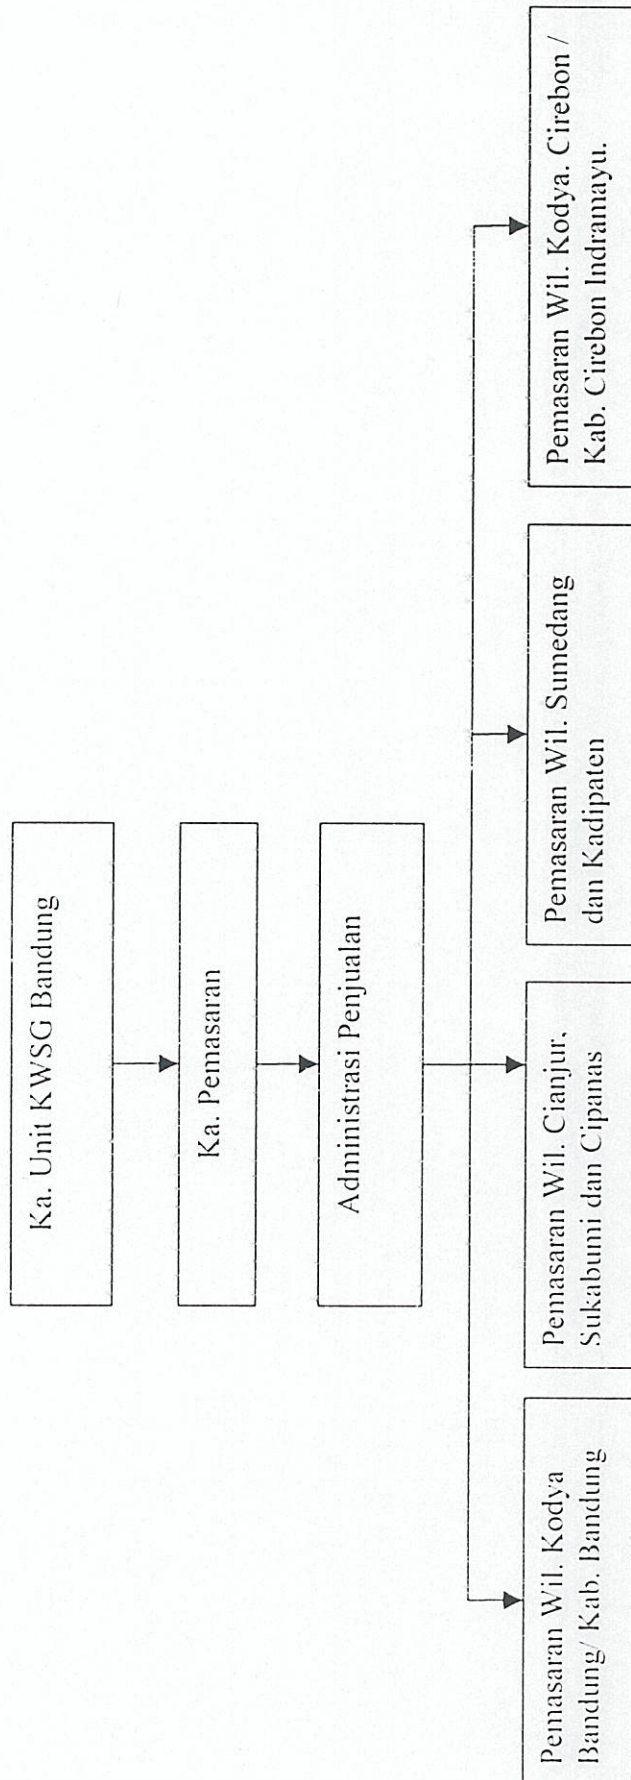 Ka. Unit KWSG Bandung
Ka. Pemasaran
Administrasi Penjualan
Pemasaran Wil. Kodya
Bandung/ Kab. Bandung
Pemasaran Wil. Cianjur,
Sukabumi dan Cipanas
Pemasaran Wil. Sumedang
dan Kadipaten
Pemasaran Wil. Kodya. Cirebon /
Kab. Cirebon Indramayu.